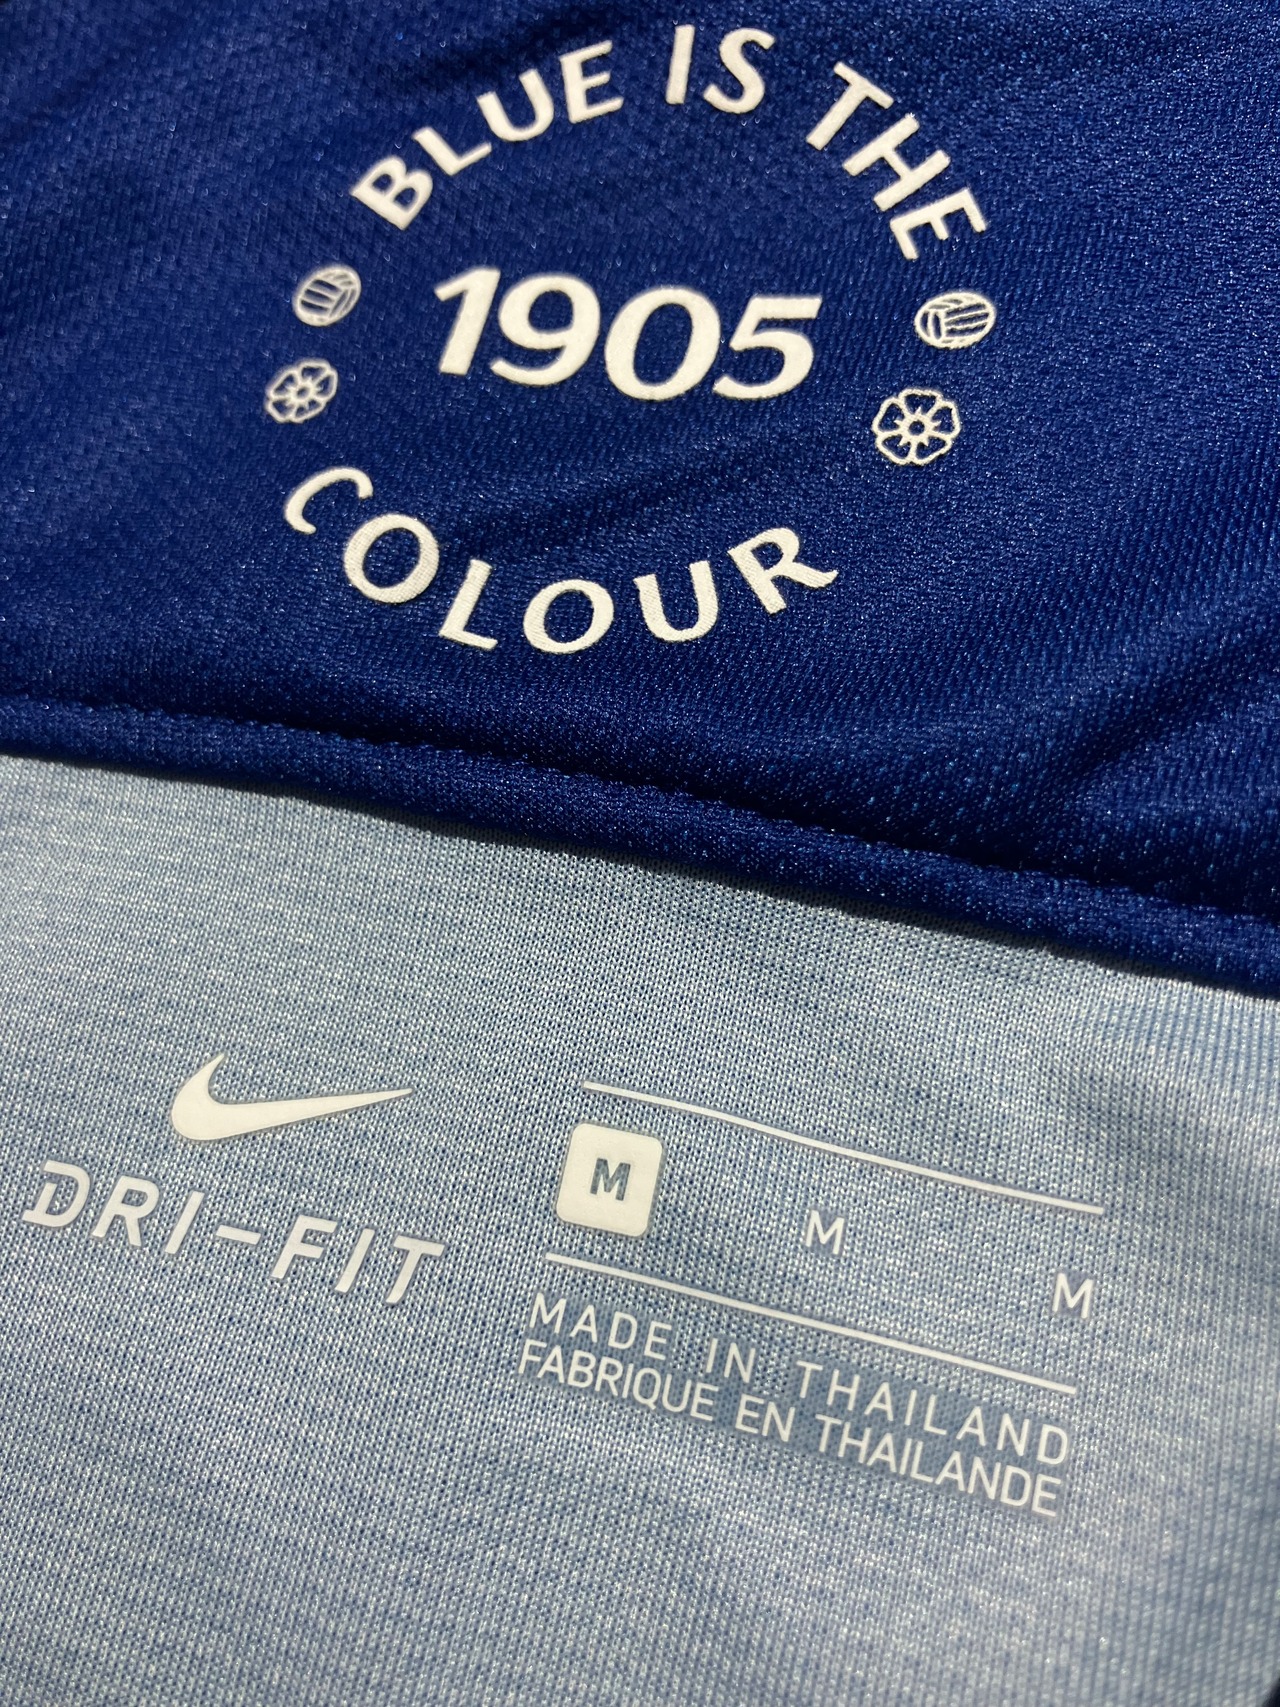 BLUE IS THE
1905
COLOUR
DRI-FIT
M M M
MADE IN THAILAND
FABRIQUE EN THAILANDE